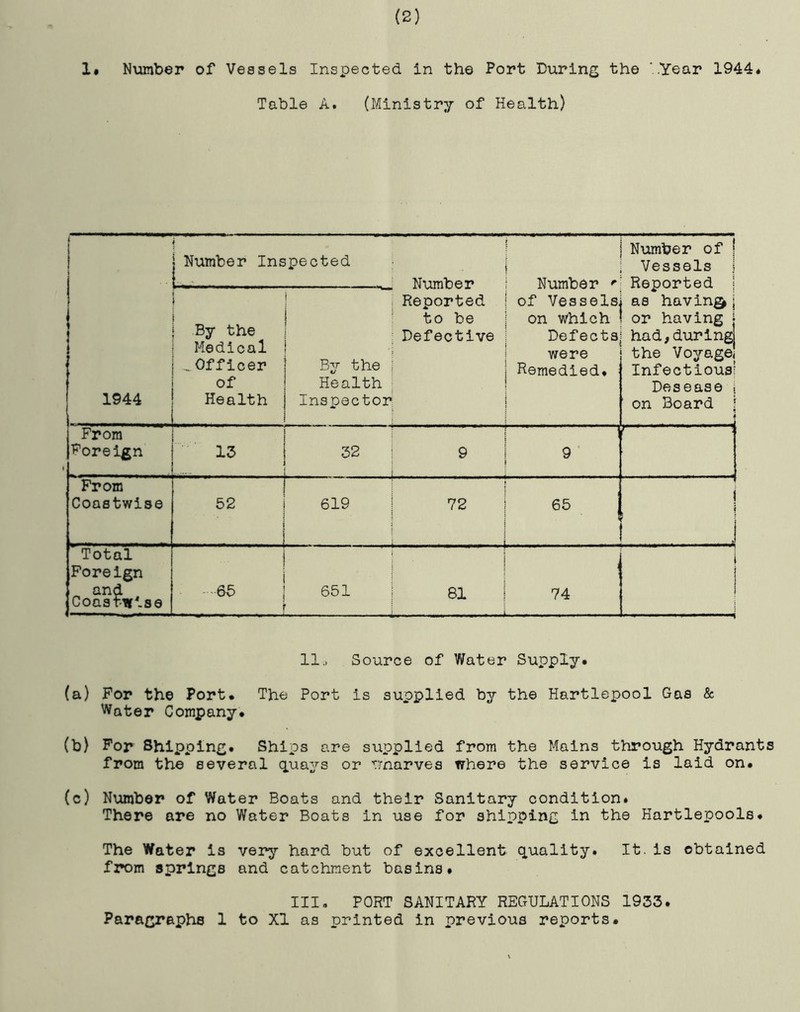 (2)
1. Number of Vessels Inspected in the Port During the Year 1944.
Table A. (Ministry of Health)
1944
Number Inspected
By the
Medical
Officer
of
Health
By the
Health
Inspector
Number
Reported
to be
Defective
Number
of Vessels
on which
Defects
were
Remedied.
Number of
Vessels
Reported
as having
or having
had,during
the Voyage
Infectious
Desease
on Board
From
Foreign 13 32 9 9
From
Coastwise 52 619 72 65
Total
Foreign
and
Coastwise 65 651 81 74
11. Source of Water Supply.
(a) For the Port. The Port is supplied by the Hartlepool Gas &
Water Company.
(b) For Shipping. Ships are supplied from the Mains through Hydrants
from the several quays or wharves where the service is laid on.
(c) Number of Water Boats and their Sanitary condition.
There are no Water Boats in use for shipping in the Hartlepools.
The Water is very hard but of excellent quality. It is obtained
from springs and catchment basins.
III. PORT SANITARY REGULATIONS 1933.
Paragraphs 1 to X1 as printed in previous reports.